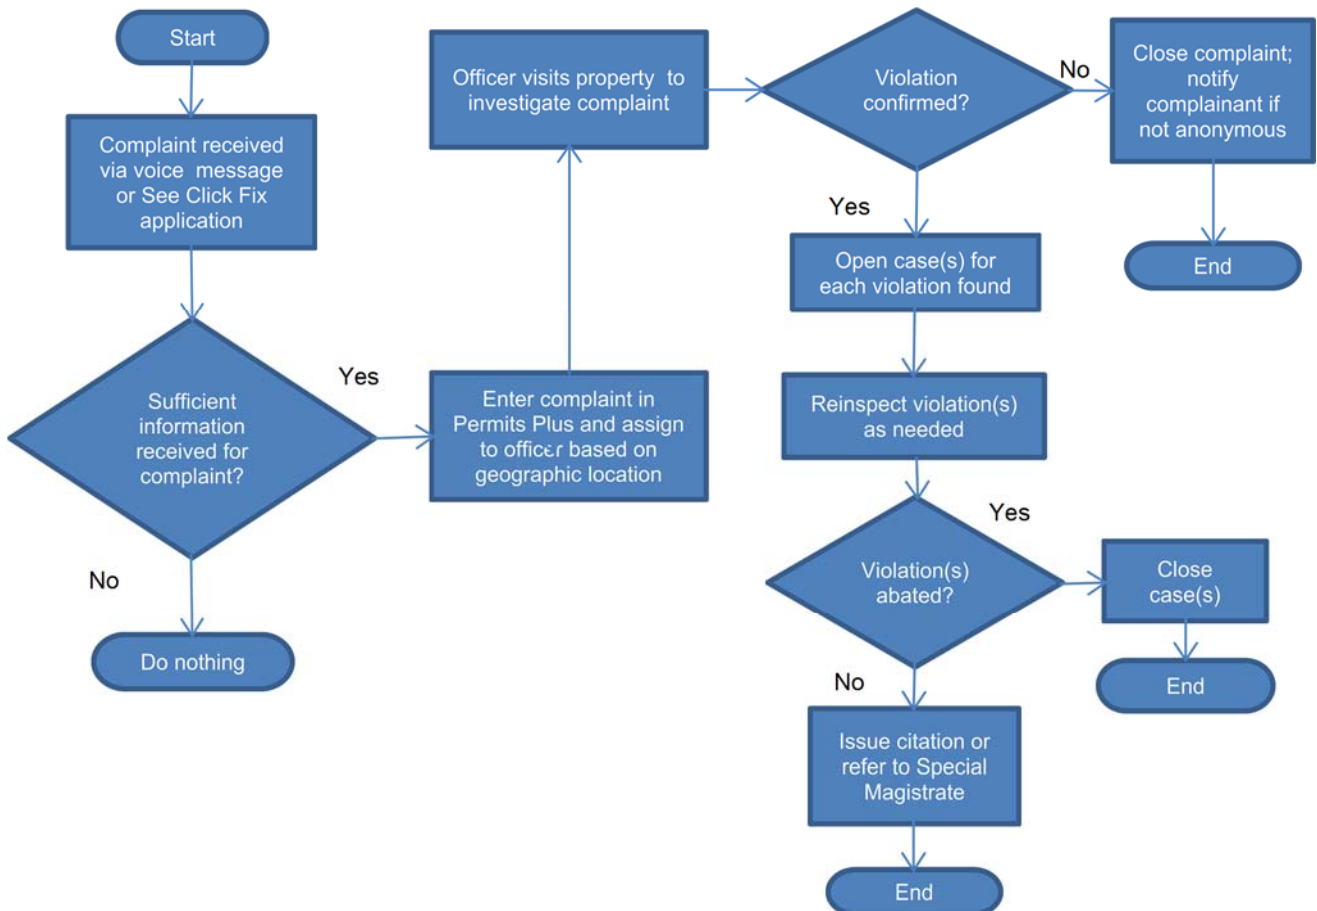 Start
Complaint received
via voice message
or See Click Fix
application
Sufficient
information
received for
complaint?
No
Do nothing
Yes
Enter complaint in
Permits Plus and assign
to officer based on
geographic location
Officer visits property to
investigate complaint
Violation
confirmed?
No
Close complaint;
notify
complainant if
not anonymous
End
Yes
Open case(s) for
each violation found
Reinspect violation(s)
as needed
Violation(s)
abated?
Yes
Close
case(s)
End
No
Issue citation or
refer to Special
Magistrate
End